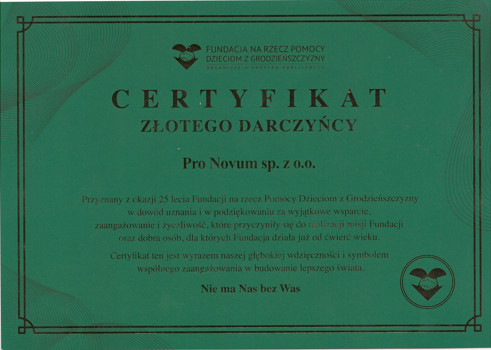 FUNDACJA NA RZECZ POMOCY
DZIECIOM Z GRODZIEŃSZCZYZNY
ORGANIZACJA POŻYTKU PUBLICZNEGO
CERTYFIKAT
ZŁOTEGO DARCZYŃCY
Pro Novum sp. z o.o.
Przyznany z okazji 25 lecia Fundacji na rzecz Pomocy Dzieciom z Grodzieńszczyzny
w dowód uznania i w podziękowaniu za wyjątkowe wsparcie,
zaangażowanie i życzliwość, które przyczyniły się do realizacji misji Fundacji
oraz dobra osób, dla których Fundacja działa już od ćwierć wieku.
Certyfikat ten jest wyrazem naszej głębokiej wdzięczności i symbolem
wspólnego zaangażowania w budowanie lepszego świata.
Nie ma Nas bez Was